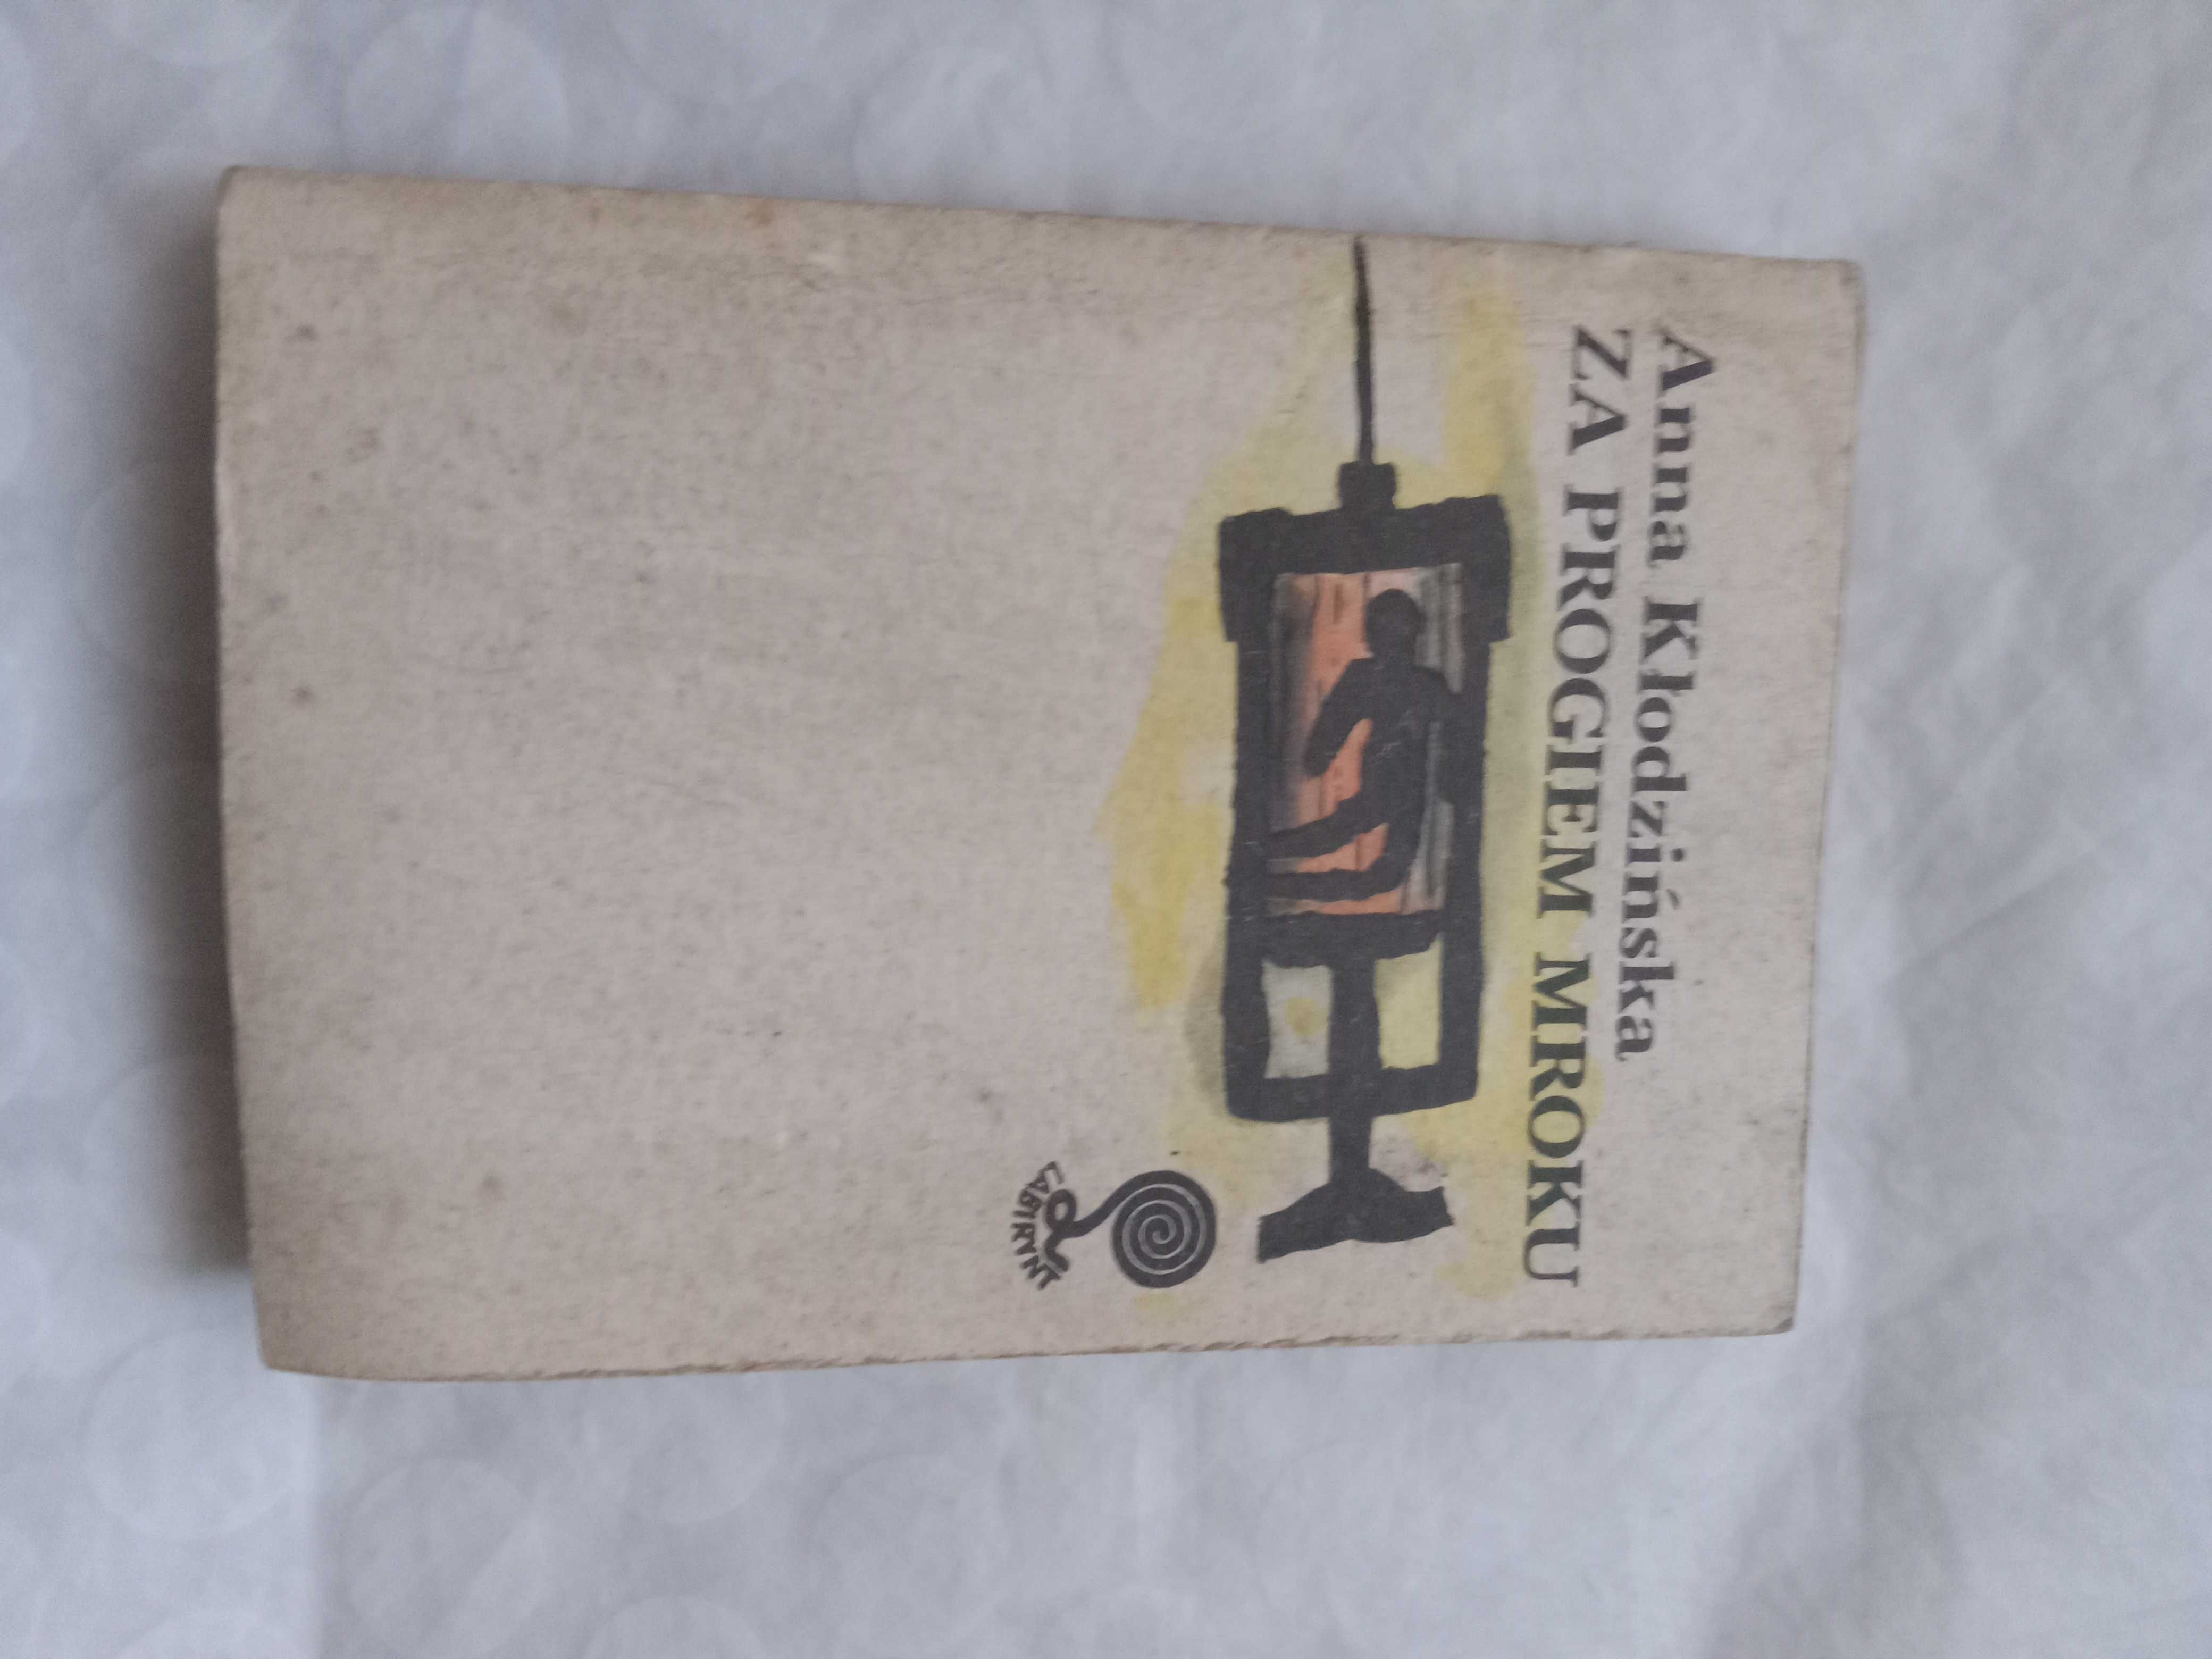 Anna Kłodzińska
ZA PROGIEM MROKU
LABIRYNT